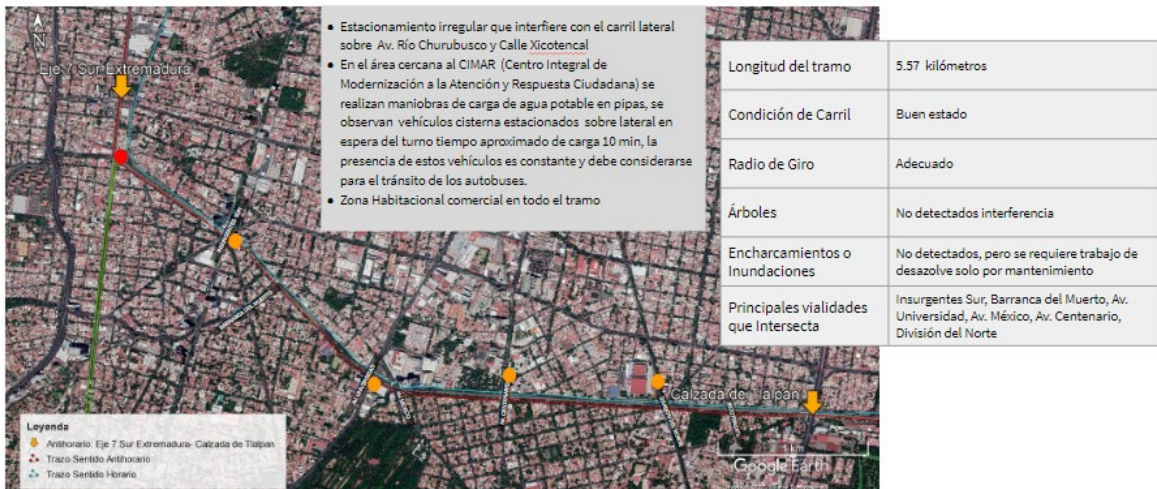 N
Eje 7 Sur Extremadura
• Estacionamiento irregular que interfiere con el carril lateral
sobre Av. Río Churubusco y Calle Xicotencal
• En el área cercana al CIMAR (Centro Integral de
Modernización a la Atención y Respuesta Ciudadana) se
realizan maniobras de carga de agua potable en pipas, se
observan vehículos cisterna estacionados sobre lateral en
espera del turno tiempo aproximado de carga 10 min, la
presencia de estos vehículos es constante y debe considerarse
para el tránsito de los autobuses.
• Zona Habitacional comercial en todo el tramo
Longitud del tramo 5.57 kilómetros
Condición de Carril Buen estado
Radio de Giro Adecuado
Árboles No detectados interferencia
Encharcamientos o
Inundaciones
No detectados, pero se requiere trabajo de
desazolve solo por mantenimiento
Principales vialidades
que Intersecta
Insurgentes Sur, Barranca del Muerto, Av.
Universidad, Av. México, Av. Centenario,
División del Norte
BARRANCA DEL MUERTO
Calzada de Tlalpan
1 km
Google Earth
Leyenda
Antihorario: Eje 7 Sur Extremadura- Calzada de Tlalpan
Trazo Sentido Antihorario
Trazo Sentido Horario